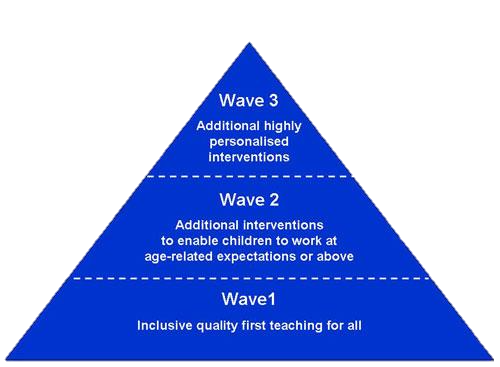 Wave 3
Additional highly
personalised
interventions
Wave 2
Additional interventions
to enable children to work at
age-related expectations or above
Wave1
Inclusive quality first teaching for all